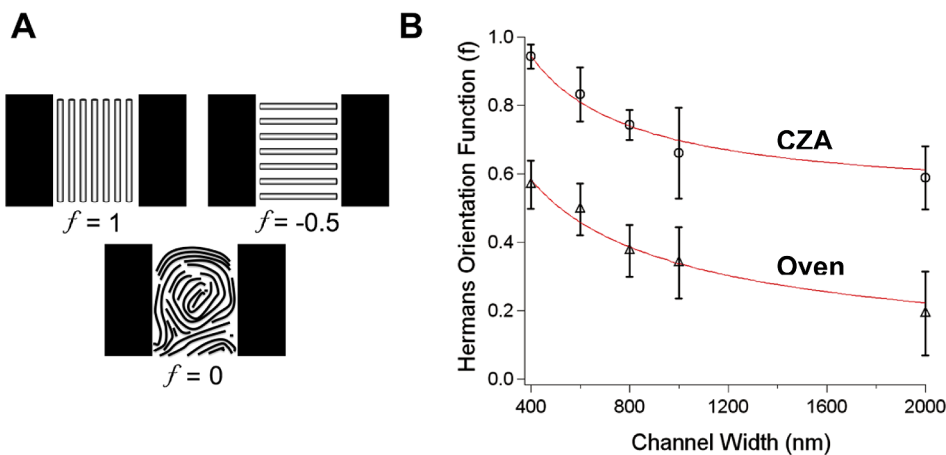 A
f = 1
f = -0.5
f = 0
B
Hermans Orientation Function (f)
1.0
0.8
0.6
0.4
0.2
0.0
CZA
Oven
400
800
1200
1600
2000
Channel Width (nm)